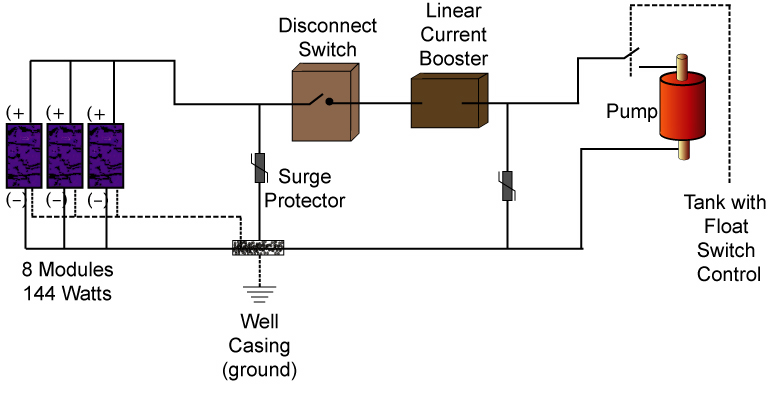 Disconnect
Switch
Linear
Current
Booster
(+ (+ (+
Pump
(–) (–) (–)
Surge
Protector
Tank with
Float
Switch
Control
8 Modules
144 Watts
Well
Casing
(ground)